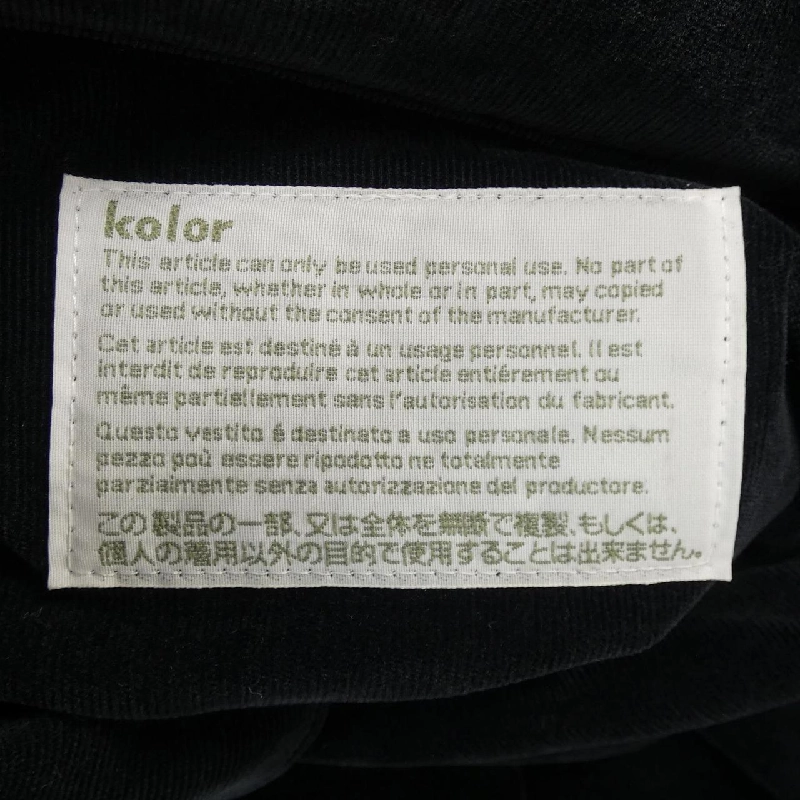 kolor
This article can only be used personal use. No part of
this article, whether in whole or in part, may copied
or used without the consent of the manufacturer.
Cet article est destiné à un usage personnel. Il est
interdit de reproduire cet article entiérement ou
même partiellement sans l'autorisation du fabricant.
Questo vestito é destinato a uso personale. Nessum
pezzo poù essere ripodotto ne totalmente
parziaimente senza autorizzazione del productore.
この製品の一部、又は全体を無断で複製、もしくは、
個人の着用以外の目的で使用することは出来ません。